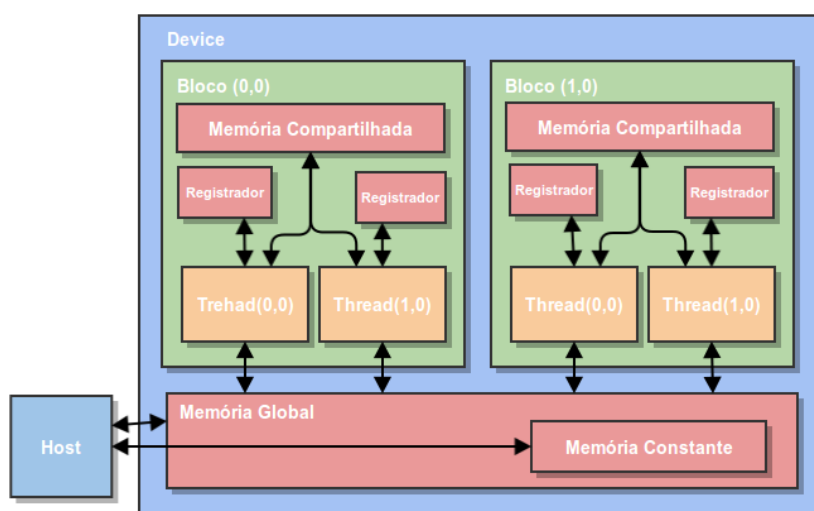 Device
Bloco (0,0)
Memória Compartilhada
Registrador
Registrador
Trehad(0,0)
Thread(1,0)
Bloco (1,0)
Memória Compartilhada
Registrador
Registrador
Thread(0,0)
Thread(1,0)
Host
Memória Global
Memória Constante